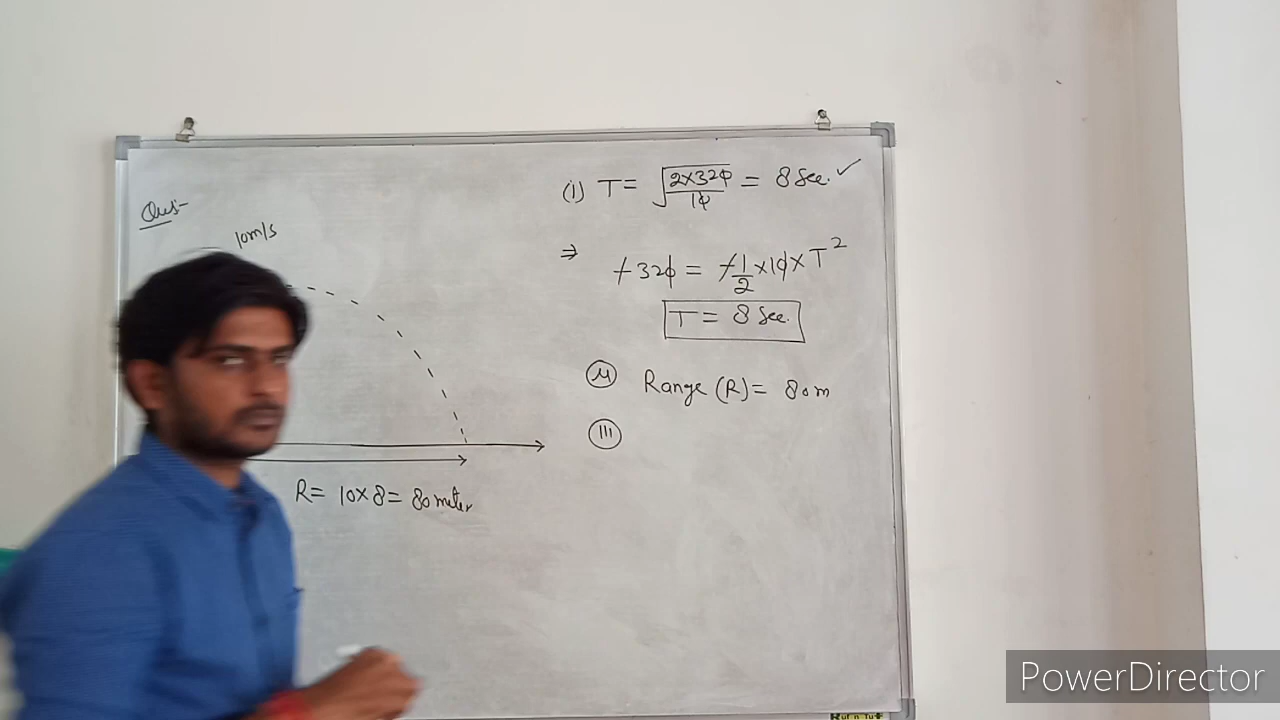 Ques:-
10m/s
(i) T = √2×320/10 = 8 Sec. ✓
⇒ -320 = -1/2 ×10×T²
T = 8 Sec.
(ii) Range (R) = 80m
(iii)
R = 10×8 = 80 meter
PowerDirector